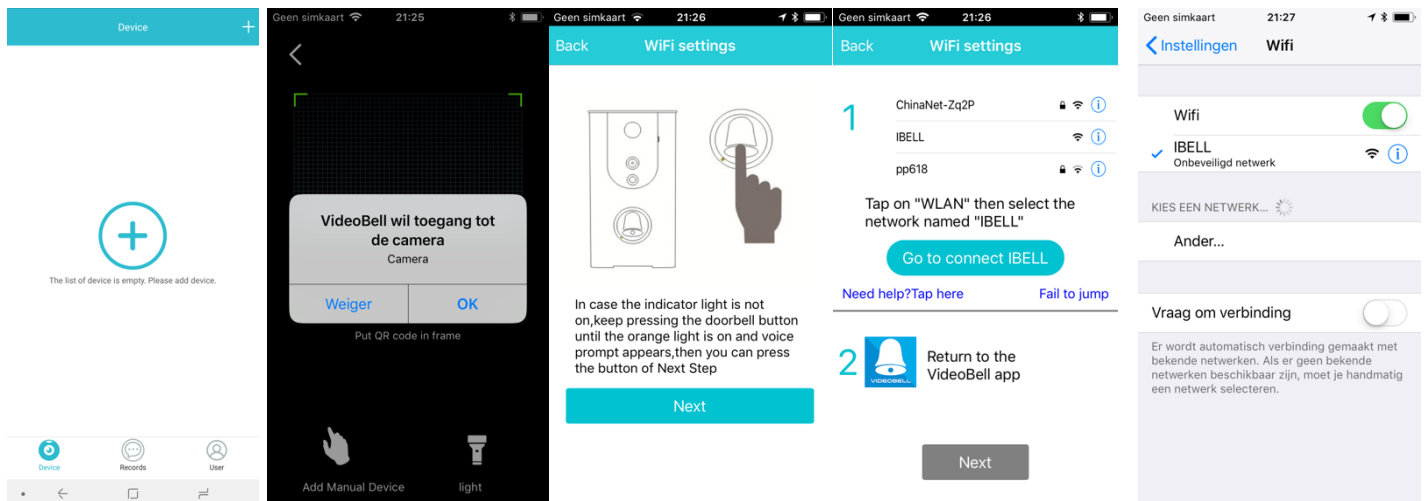 Device
The list of device is empty. Please add device.
Device
Records
User
Geen simkaart
21:25
VideoBell wil toegang tot
de camera
Camera
Weiger
OK
Put QR code in frame
Add Manual Device
light
Geen simkaart
21:26
Back
WiFi settings
In case the indicator light is not
on,keep pressing the doorbell button
until the orange light is on and voice
prompt appears,then you can press
the button of Next Step
Next
Geen simkaart
21:26
Back
WiFi settings
1
ChinaNet-Zq2P
IBELL
pp618
Tap on "WLAN" then select the
network named "IBELL"
Go to connect IBELL
Need help?Tap here
Fail to jump
2
VIDEOBELL
Return to the
VideoBell app
Next
Geen simkaart
21:27
Instellingen
Wifi
Wifi
IBELL
Onbeveiligd netwerk
KIES EEN NETWERK...
Ander...
Vraag om verbinding
Er wordt automatisch verbinding gemaakt met
bekende netwerken. Als er geen bekende
netwerken beschikbaar zijn, moet je handmatig
een netwerk selecteren.